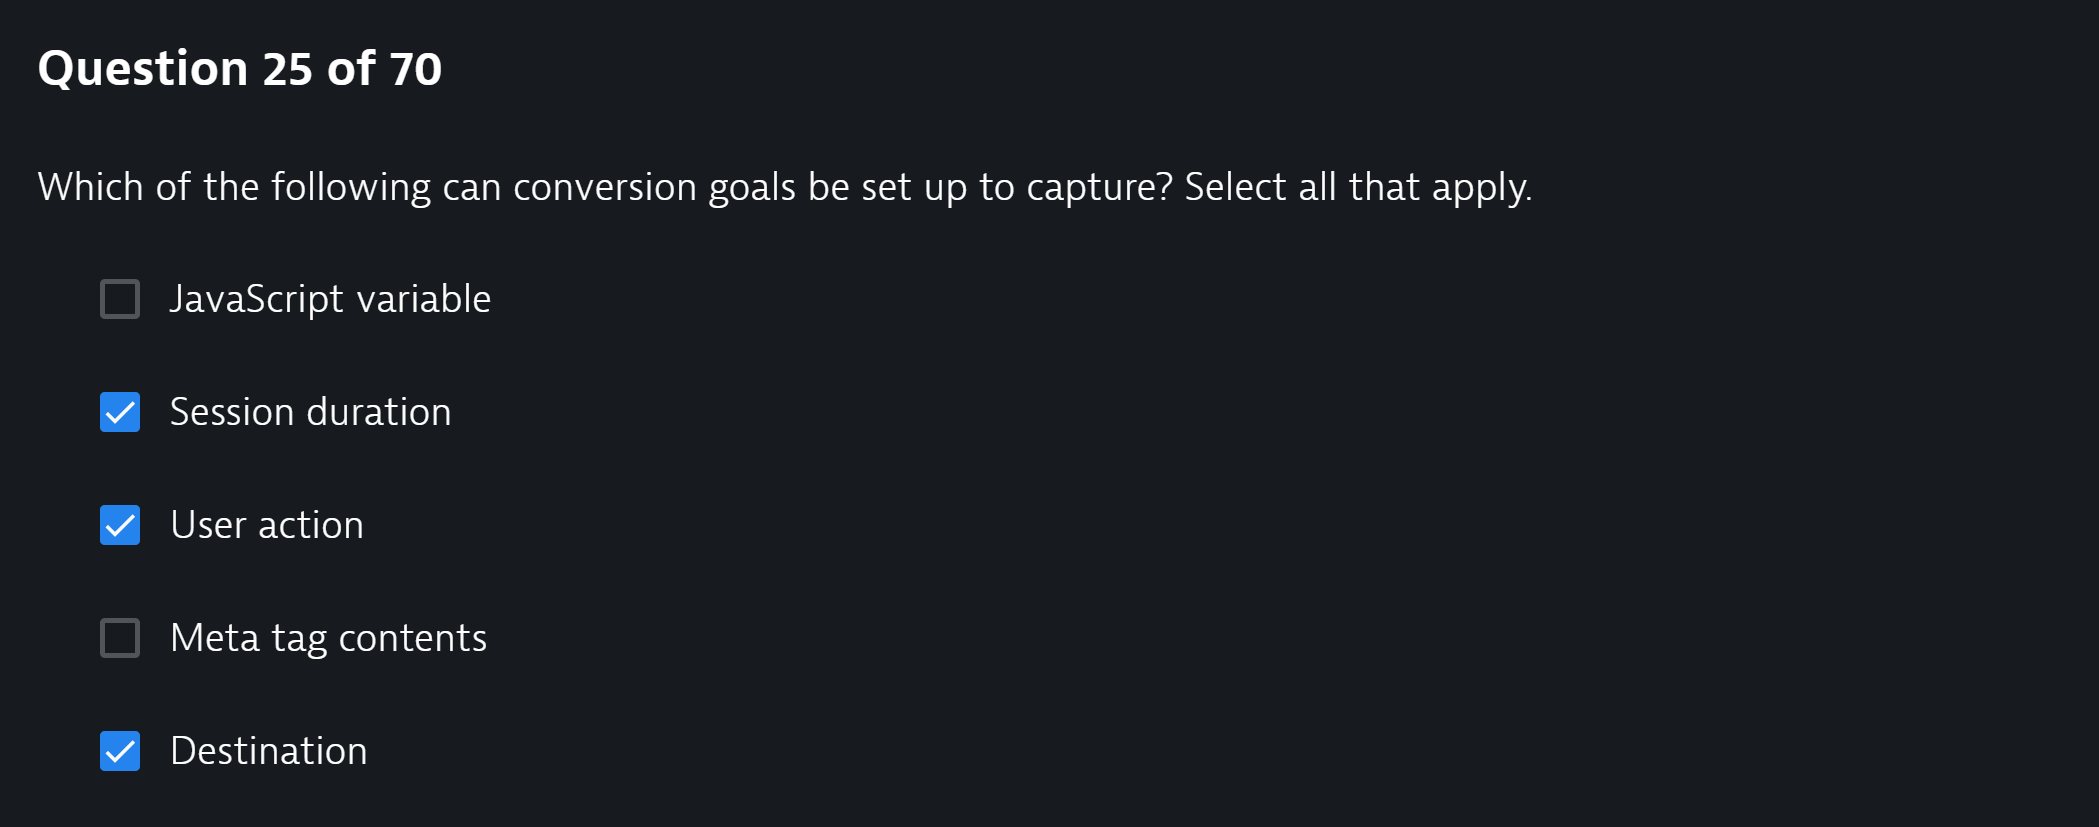 Question 25 of 70
Which of the following can conversion goals be set up to capture? Select all that apply.
JavaScript variable
Session duration
User action
Meta tag contents
Destination